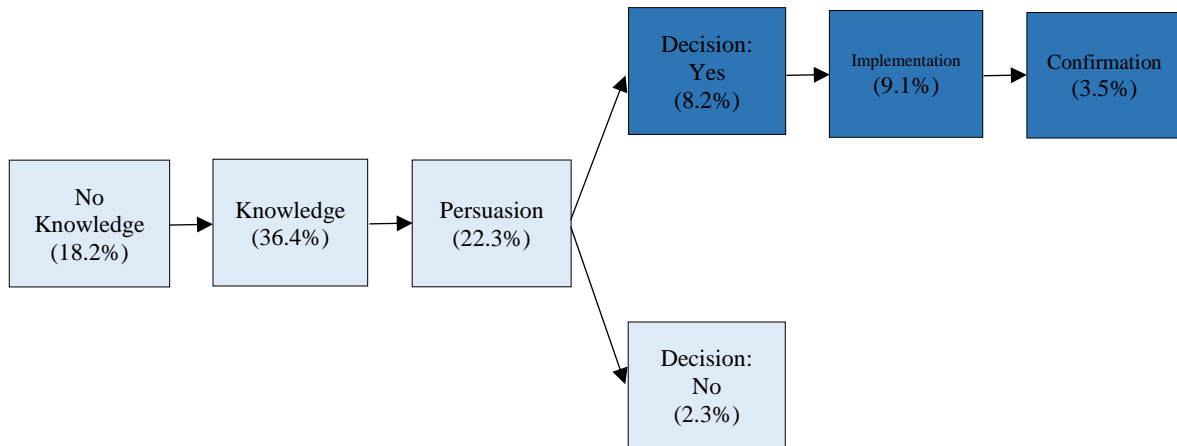 No
Knowledge
(18.2%)
Knowledge
(36.4%)
Persuasion
(22.3%)
Decision:
Yes
(8.2%)
Implementation
(9.1%)
Confirmation
(3.5%)
Decision:
No
(2.3%)